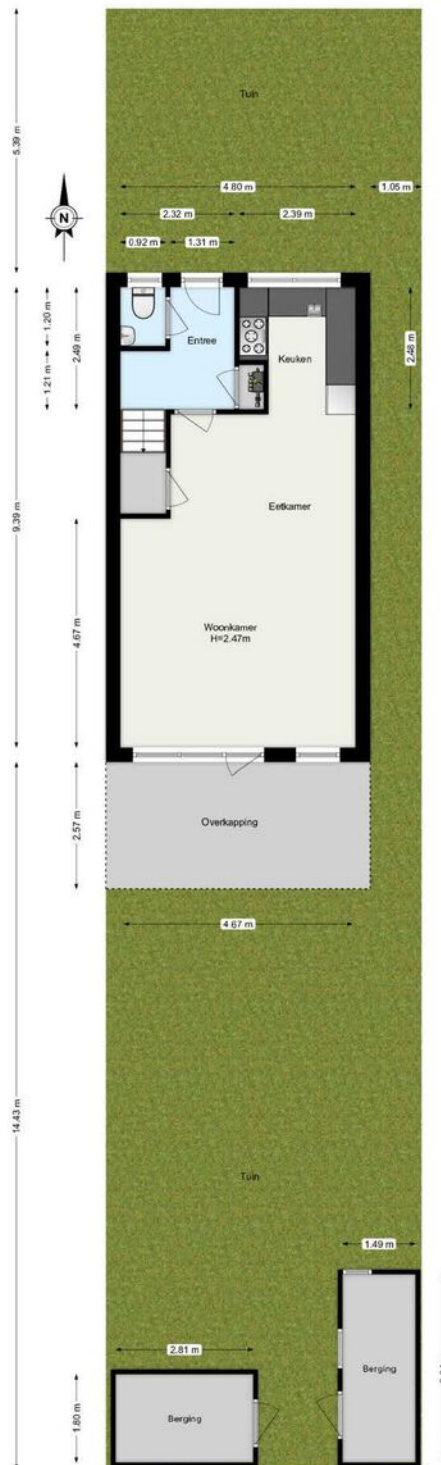 Tuin
5.39 m
4.80 m
1.05 m
N
2.32 m
2.39 m
0.92 m
1.31 m
1.20 m
2.49 m
Entree
2.48 m
Keuken
1.21 m
9.39 m
Eetkamer
4.67 m
Woonkamer
H=2.47m
2.57 m
Overkapping
4.67 m
14.43 m
Tuin
1.49 m
2.81 m
Berging
1.80 m
Berging